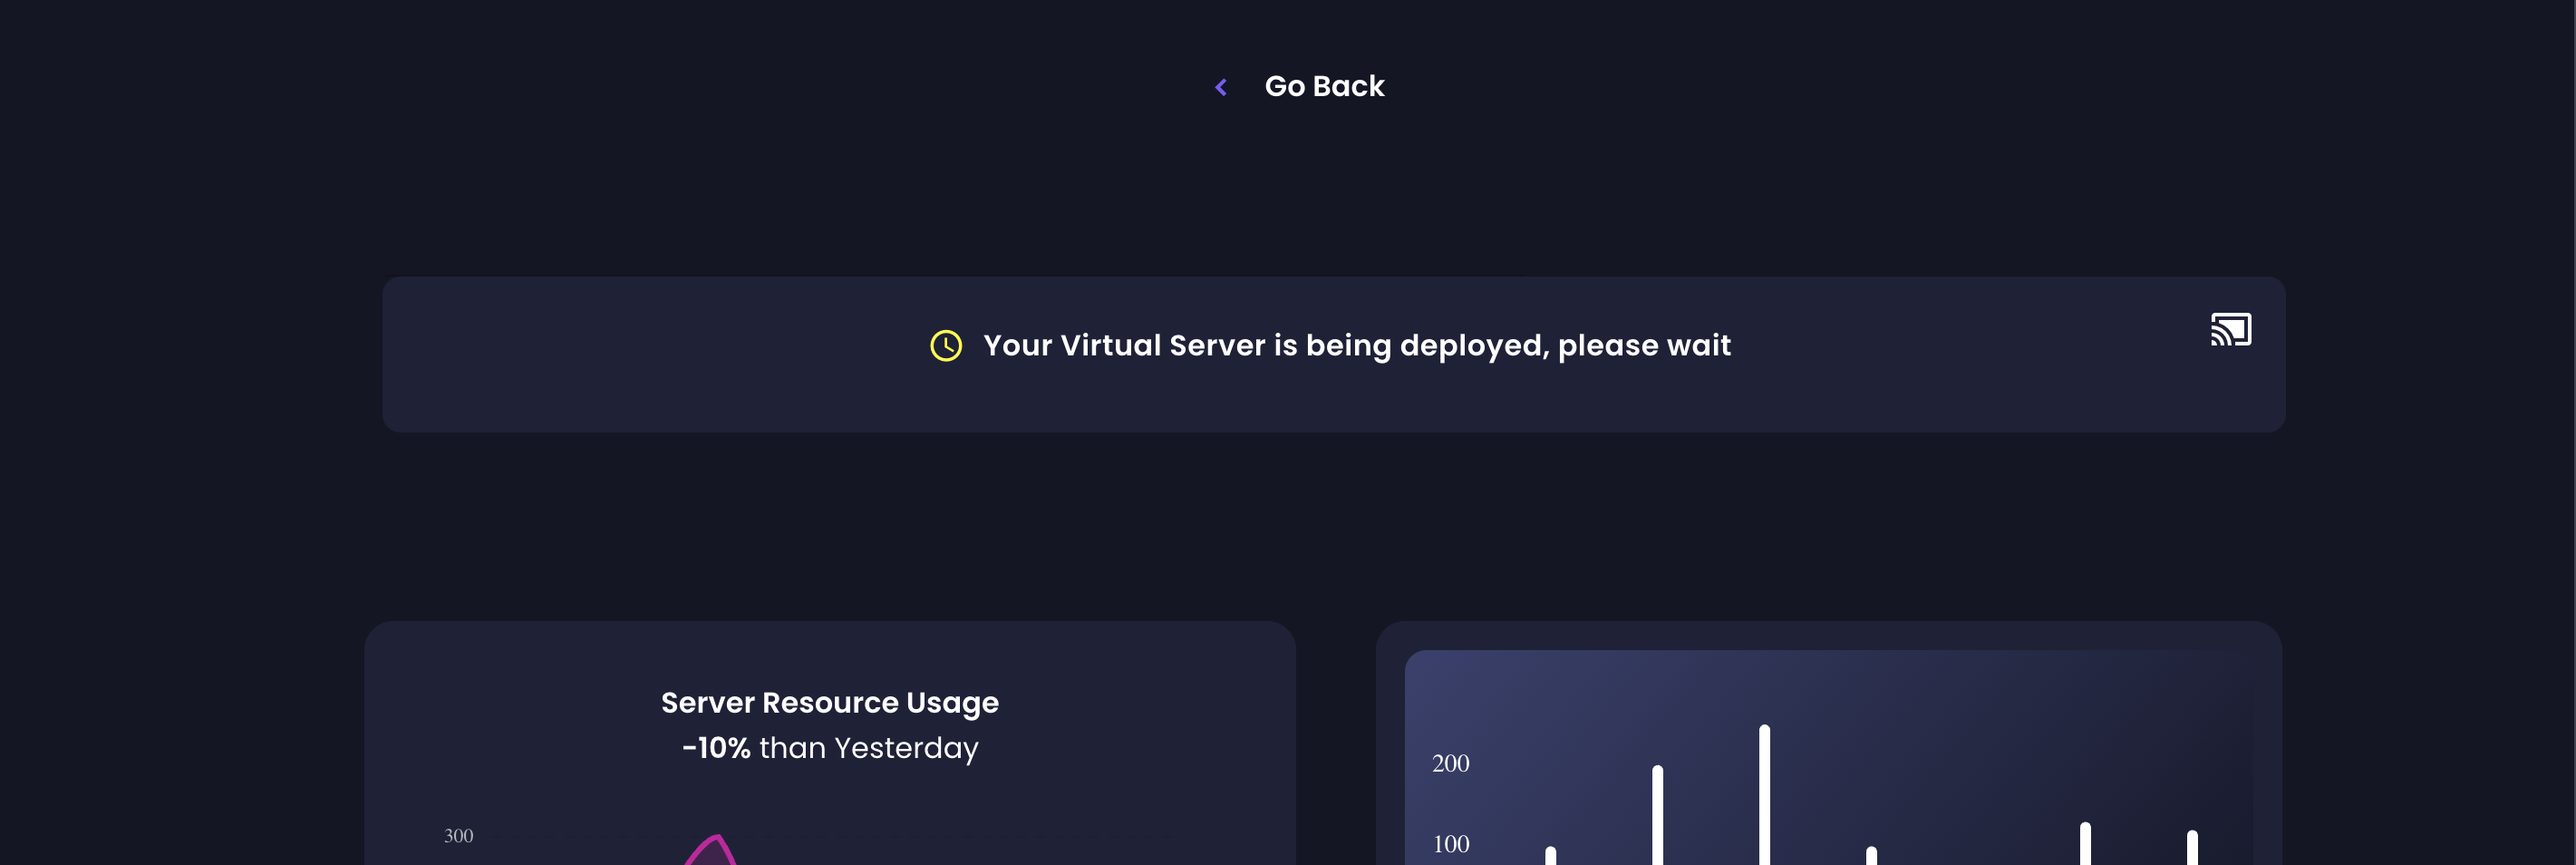 Go Back
Your Virtual Server is being deployed, please wait
Server Resource Usage
-10% than Yesterday
300
200
100